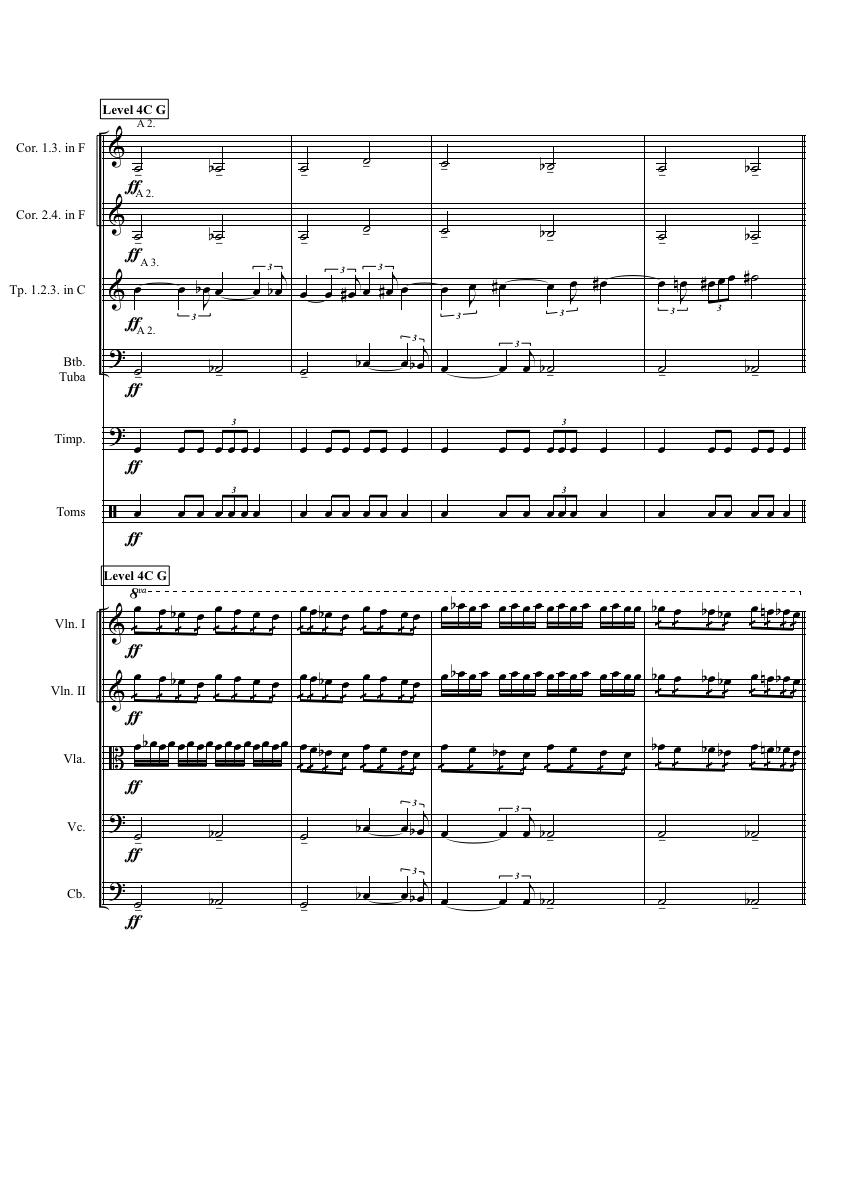 Level 4C G
A 2.
Cor. 1.3. in F
ff
A 2.
Cor. 2.4. in F
ff
A 3.
Tp. 1.2.3. in C
3
3
3
3
3
3
3
3
ff
A 2.
Btb.
Tuba
3
3
ff
Timp.
3
3
ff
Toms
3
3
ff
Level 4C G
8va
Vln. I
ff
Vln. II
ff
Vla.
ff
Vc.
3
3
ff
Cb.
3
3
ff